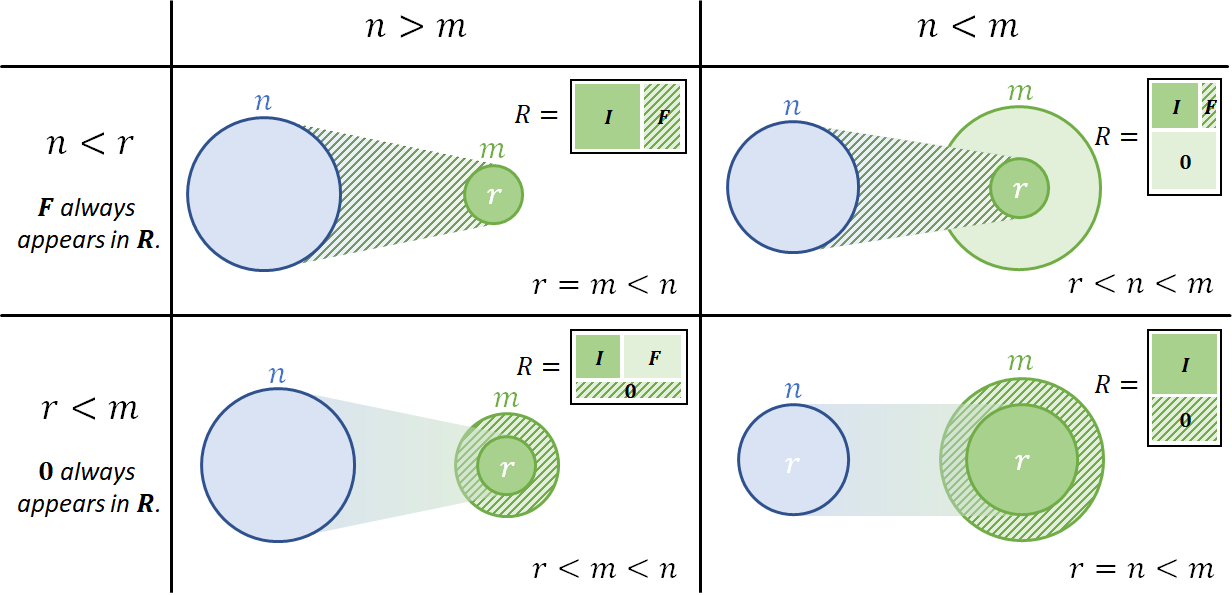 n > m
n < m
n < r
F always
appears in R.
n
m
r
R =
I
F
r = m < n
n
m
r
R =
I
F
0
r < n < m
r < m
0 always
appears in R.
n
m
r
R =
I
F
0
r < m < n
n
r
m
r
R =
I
0
r = n < m